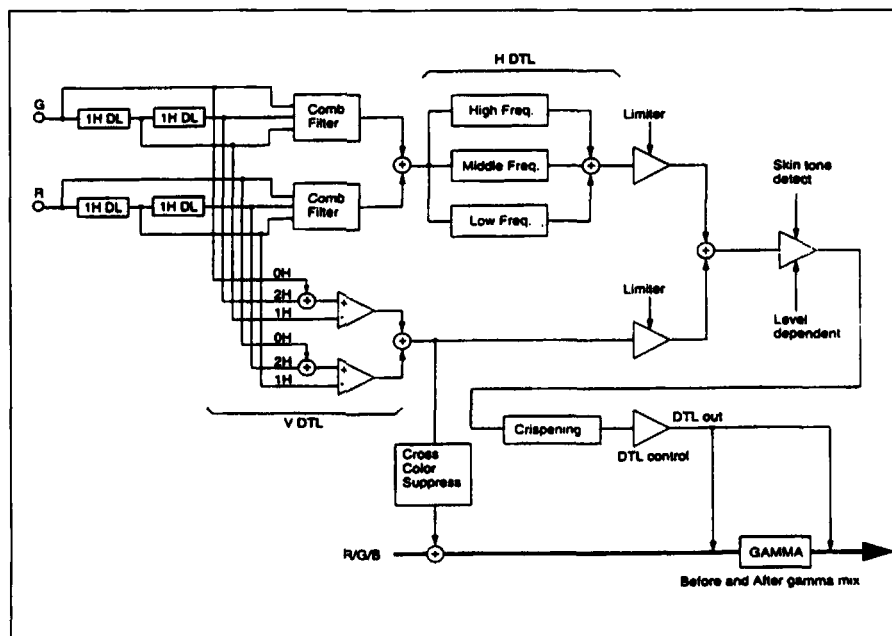 H DTL
G
1H DL
1H DL
Comb
Filter
High Freq.
Limiter
Middle Freq.
Skin tone
detect
R
1H DL
1H DL
Comb
Filter
Low Freq.
0H
2H
1H
Limiter
Level
dependent
0H
2H
1H
V DTL
Crispening
DTL out
DTL control
Cross
Color
Suppress
R/G/B
GAMMA
Before and After gamma mix